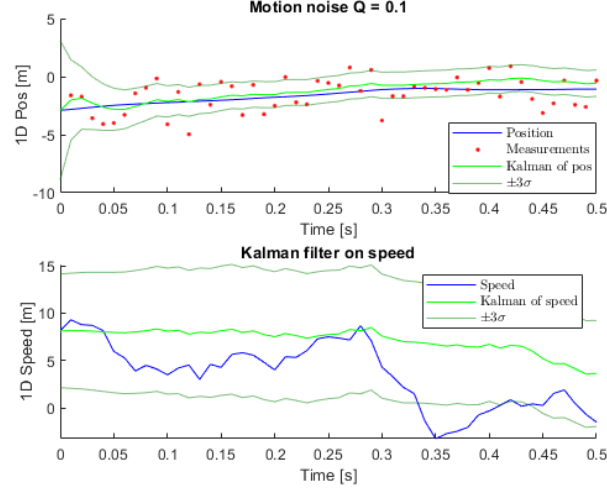 Motion noise Q = 0.1
5
0
-5
-10
1D Pos [m]
0 0.05 0.1 0.15 0.2 0.25 0.3 0.35 0.4 0.45 0.5
Time [s]
Position
Measurements
Kalman of pos
±3σ
Kalman filter on speed
15
10
5
0
1D Speed [m]
0 0.05 0.1 0.15 0.2 0.25 0.3 0.35 0.4 0.45 0.5
Time [s]
Speed
Kalman of speed
±3σ